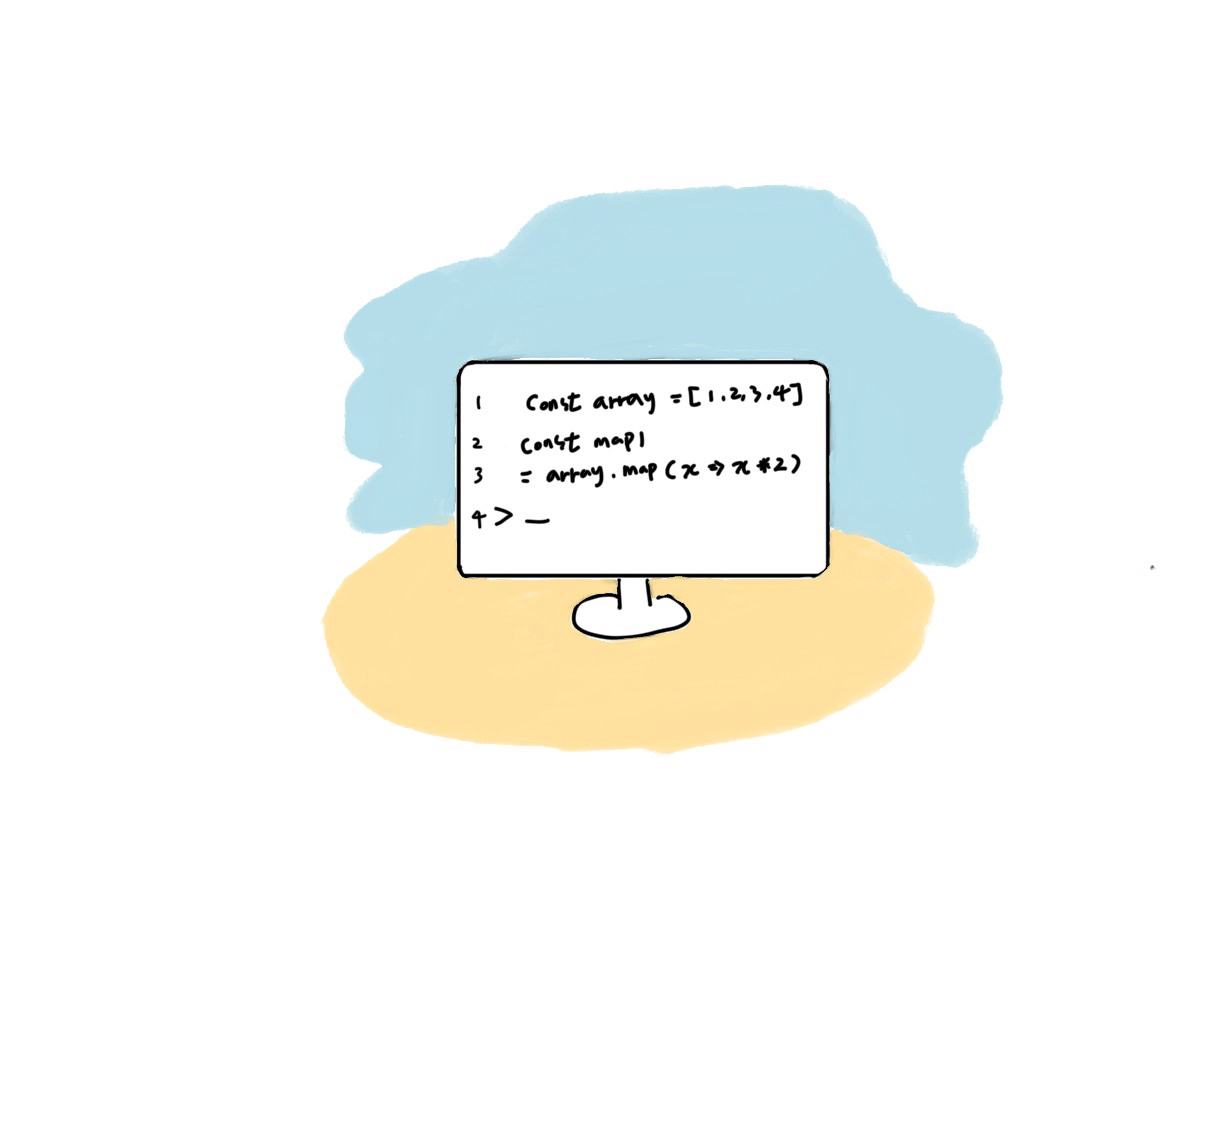 1 const array = [1.2,3.4]
2 const map1
3 = array.map(x => x*2)
4 > _